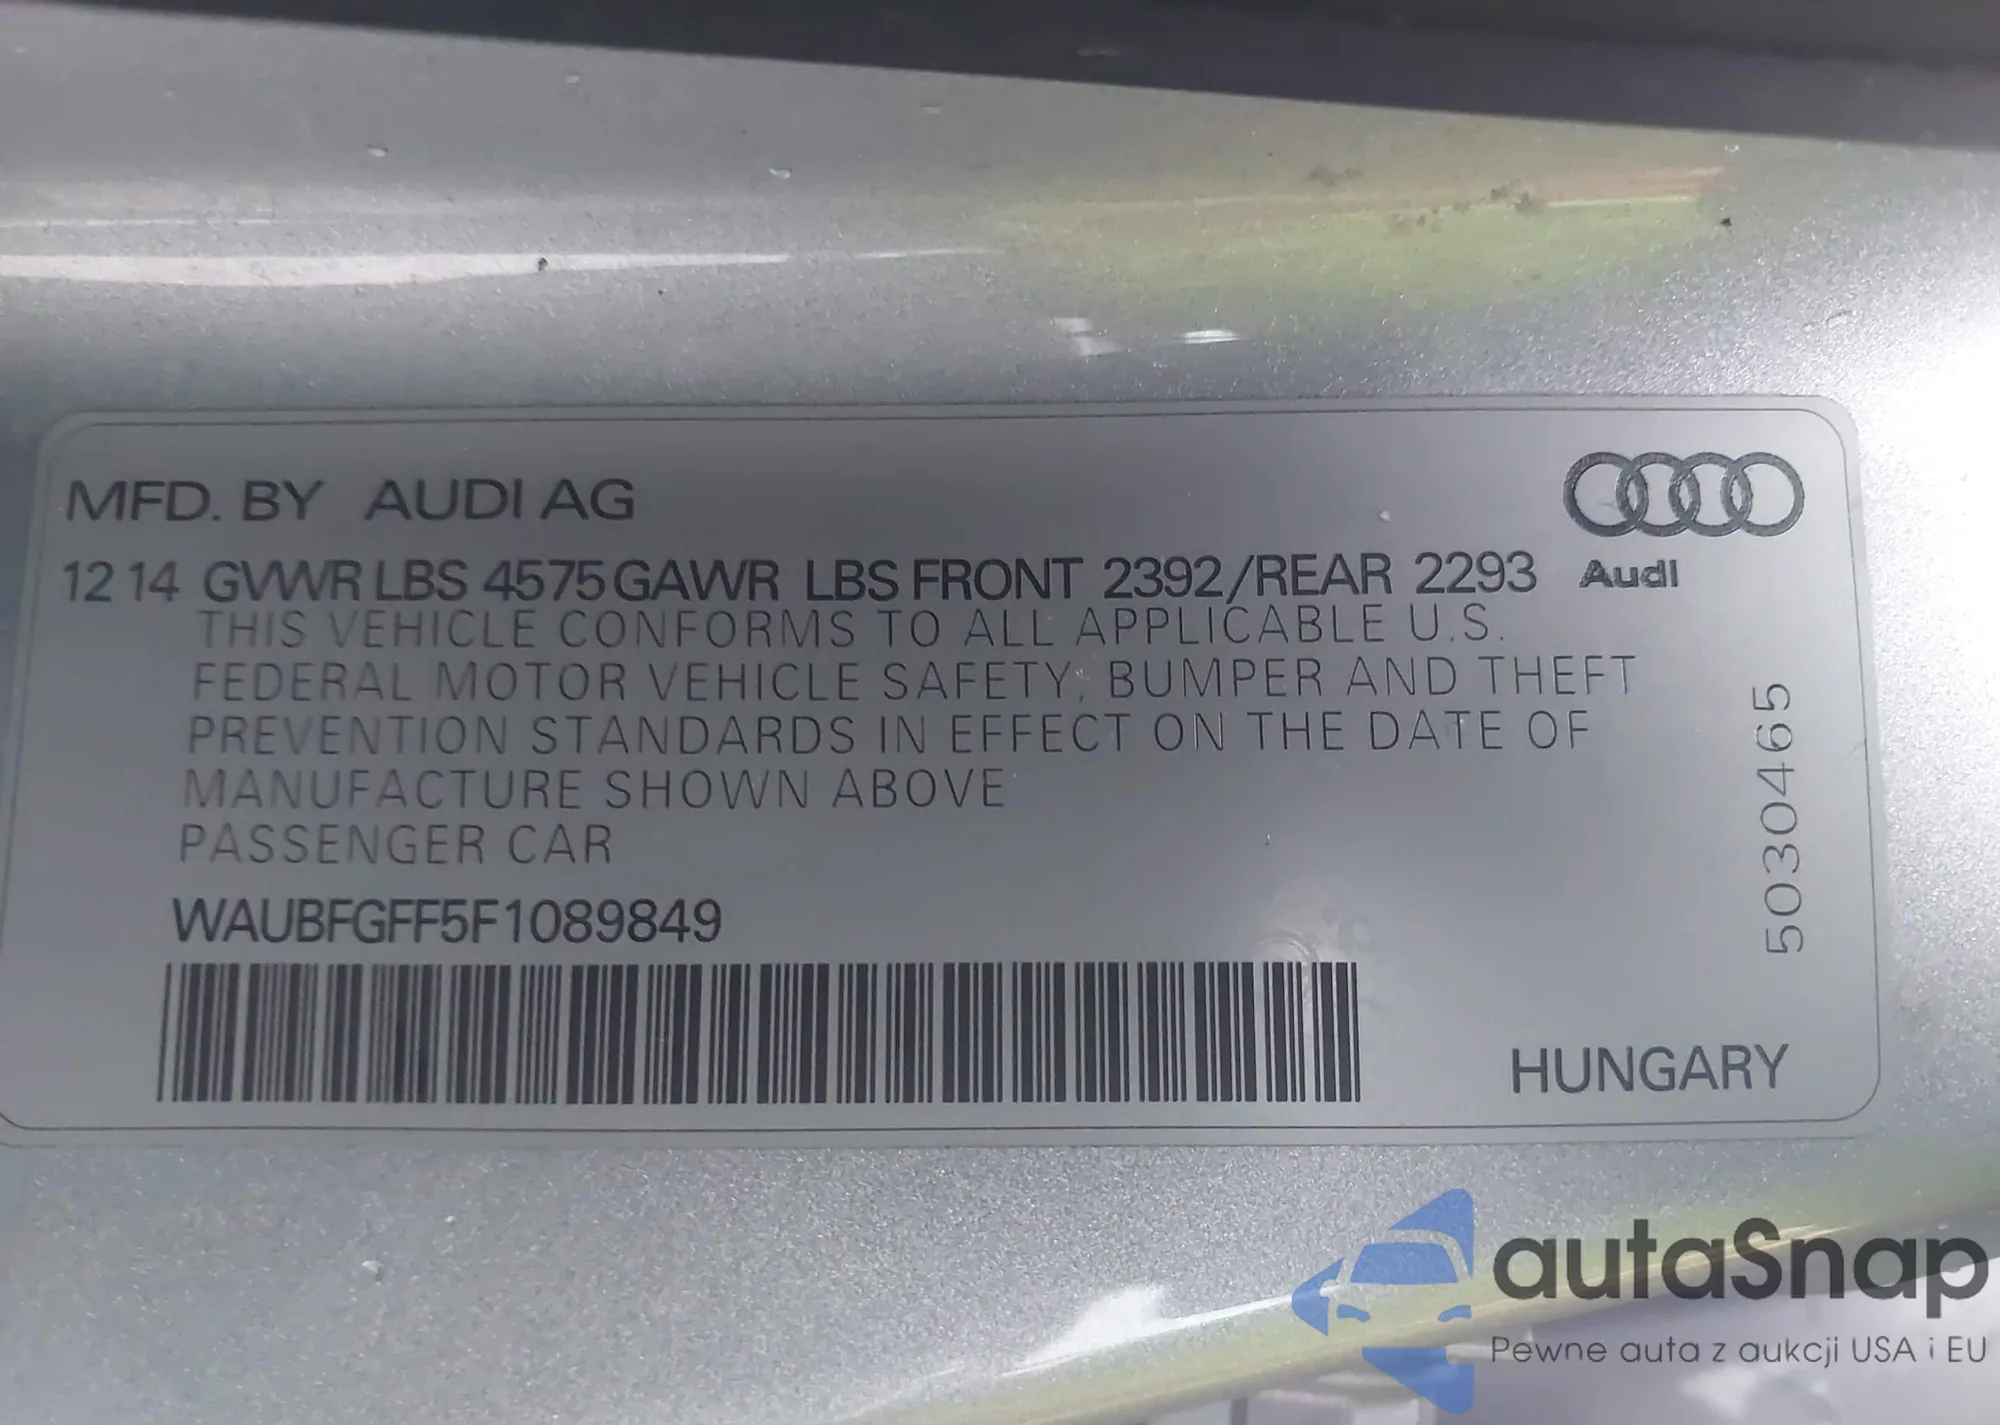 MFD. BY AUDI AG
12 14 GVWR LBS 4575 GAWR LBS FRONT 2392/REAR 2293
Audi
THIS VEHICLE CONFORMS TO ALL APPLICABLE U.S.
FEDERAL MOTOR VEHICLE SAFETY, BUMPER AND THEFT
PREVENTION STANDARDS IN EFFECT ON THE DATE OF
MANUFACTURE SHOWN ABOVE
PASSENGER CAR
WAUBFGFF5F1089849
5030465
HUNGARY
autaSnap
Pewne auta z aukcji USA i EU